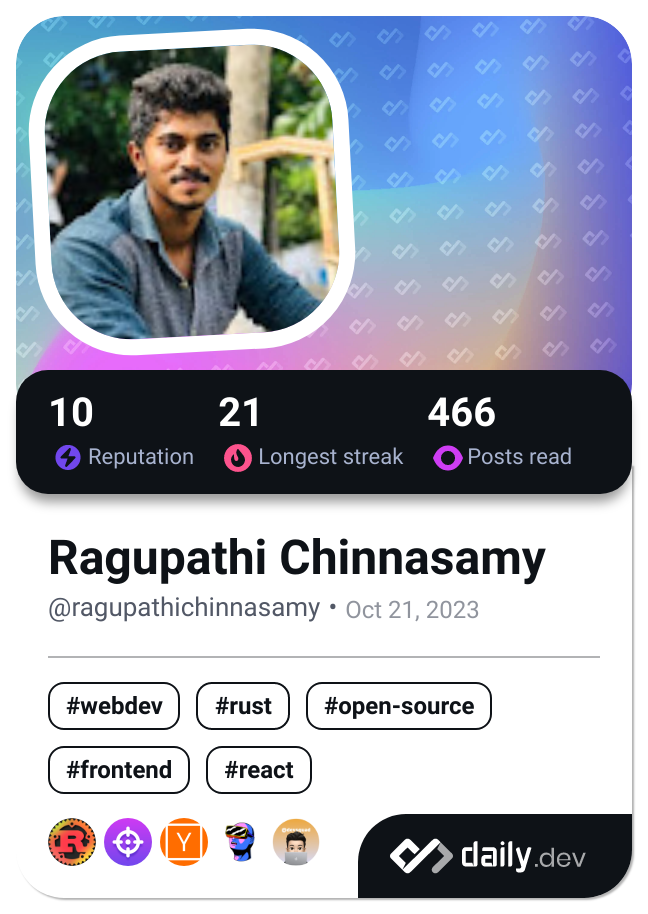 10 21 466
Reputation Longest streak Posts read
Ragupathi Chinnasamy
@ragupathichinnasamy • Oct 21, 2023
#webdev #rust #open-source
#frontend #react
R Y
daily.dev